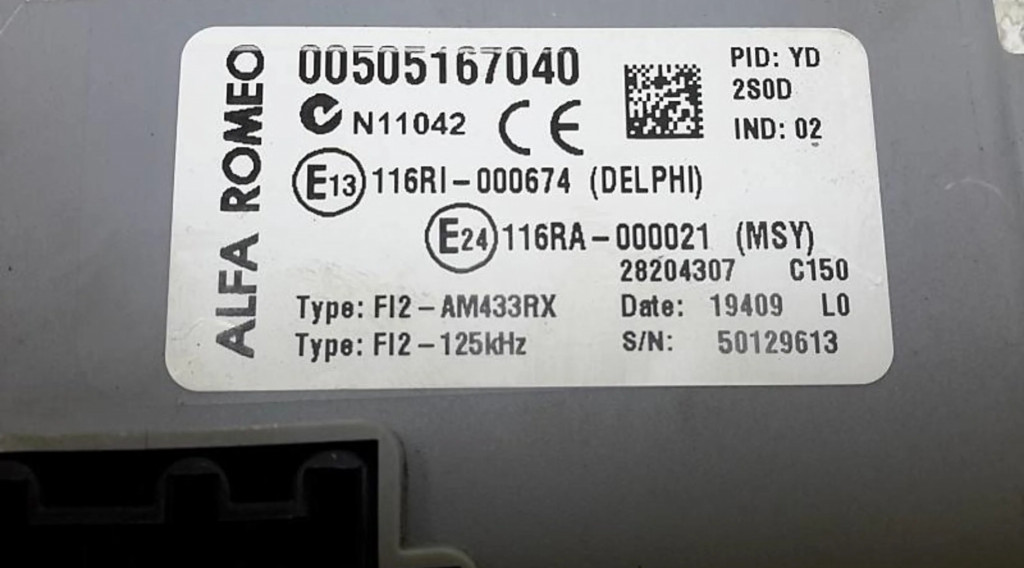 ALFA ROMEO
00505167040
PID: YD
2S0D
N11042
CE
IND: 02
E13 116RI-000674 (DELPHI)
E24 116RA-000021 (MSY)
28204307 C150
Type: FI2-AM433RX Date: 19409 L0
Type: FI2-125kHz S/N: 50129613